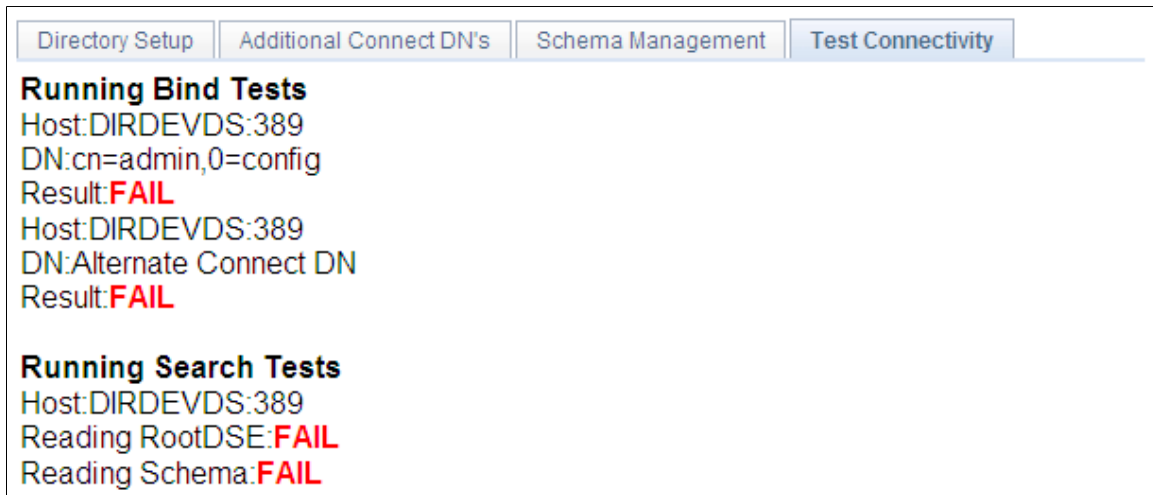 Directory Setup Additional Connect DN's Schema Management Test Connectivity
Running Bind Tests
Host:DIRDEVDS:389
DN:cn=admin,0=config
Result:FAIL
Host:DIRDEVDS:389
DN:Alternate Connect DN
Result:FAIL
Running Search Tests
Host:DIRDEVDS:389
Reading RootDSE:FAIL
Reading Schema:FAIL